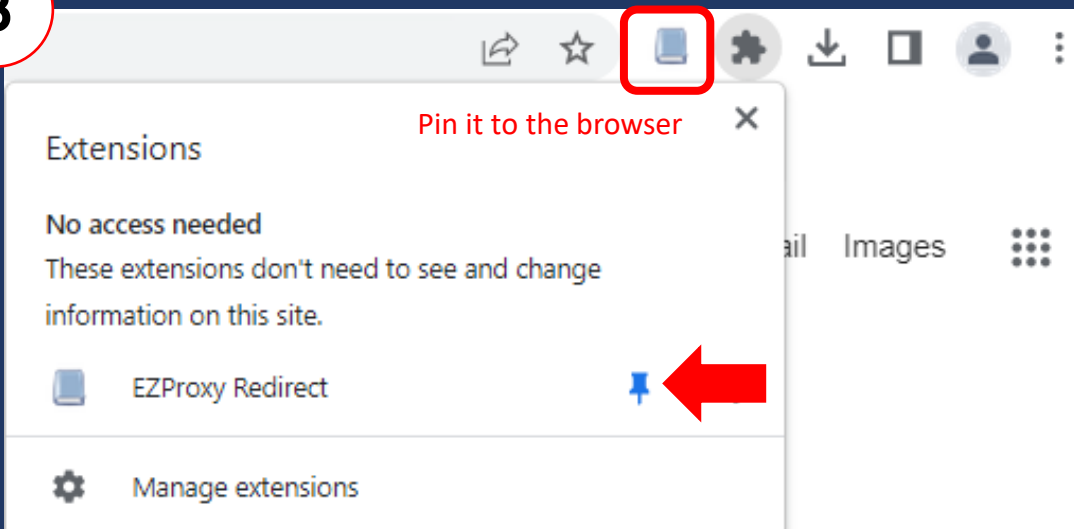 Pin it to the browser
Extensions
No access needed
These extensions don't need to see and change
information on this site.
ail Images
EZProxy Redirect
Manage extensions